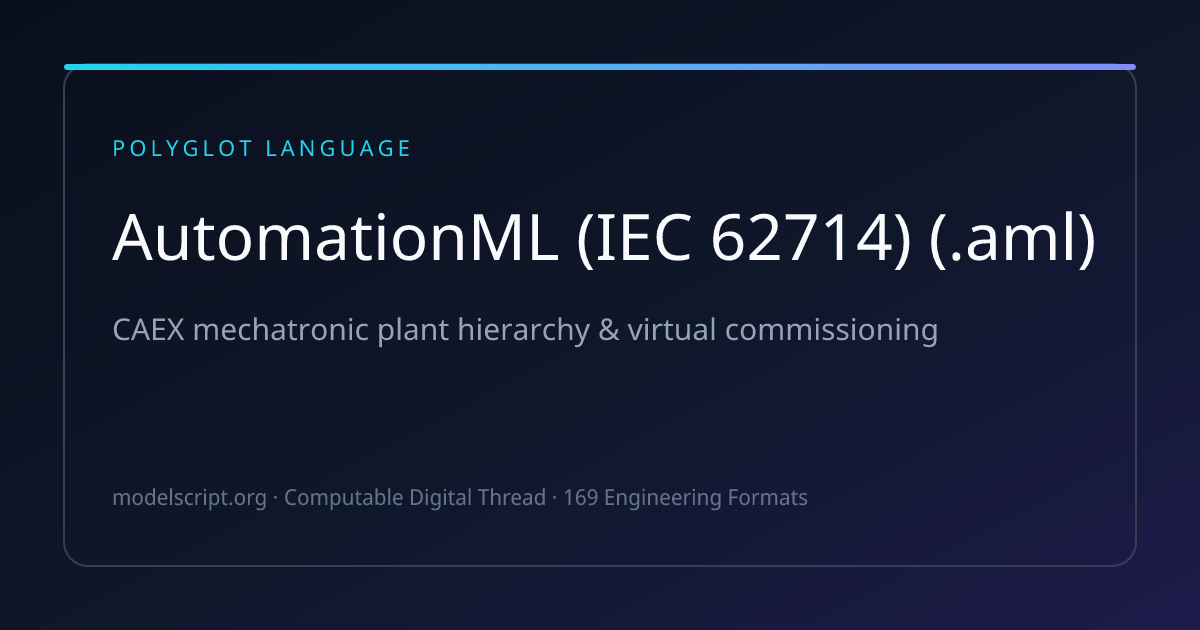 POLYGLOT LANGUAGE
AutomationML (IEC 62714) (.aml)
CAEX mechatronic plant hierarchy & virtual commissioning
modelscript.org · Computable Digital Thread · 169 Engineering Formats